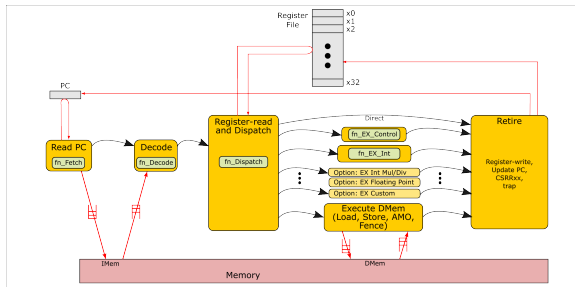 Register
File
x0
x1
x2
x32
PC
Read PC
fn_Fetch
Decode
fn_Decode
Register-read
and Dispatch
fn_Dispatch
Direct
fn_EX_Control
fn_EX_Int
Option: EX Int Mul/Div
Option: EX Floating Point
Option: EX Custom
Execute DMem
(Load, Store, AMO,
Fence)
Retire
Register-write,
Update PC,
CSRRxx,
trap
IMem
DMem
Memory